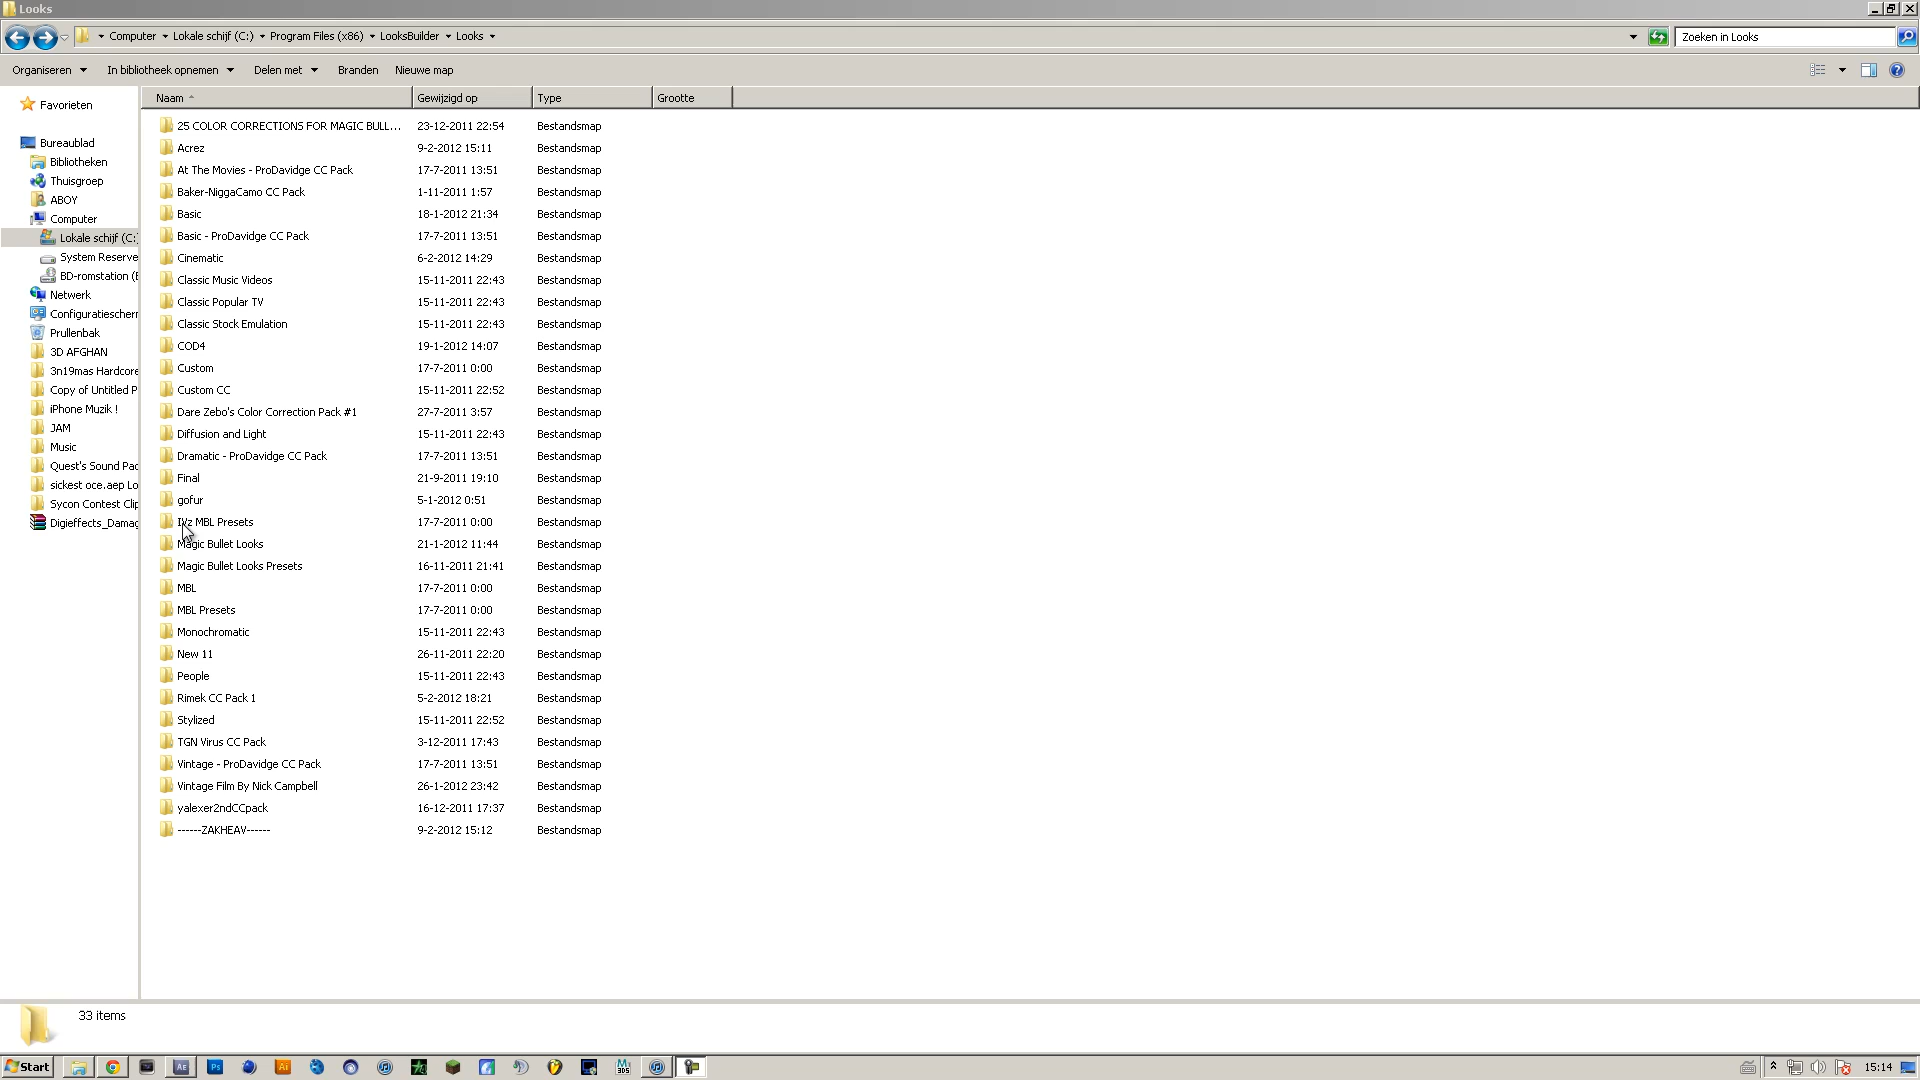 Looks
Computer Lokale schijf (C:) Program Files (x86) LooksBuilder Looks
Zoeken in Looks
Organiseren In bibliotheek opnemen Delen met Branden Nieuwe map
Naam Gewijzigd op Type Grootte
Favorieten
Bureaublad
Bibliotheken
Thuisgroep
ABOY
Computer
Lokale schijf (C:
System Reserve
BD-romstation (
Netwerk
Configuratiescher
Prullenbak
3D AFGHAN
3n19mas Hardcore
Copy of Untitled P
iPhone Muzik !
JAM
Music
Quest's Sound Pac
sickest oce.aep Lo
Sycon Contest Clip
Digieffects_Damag
25 COLOR CORRECTIONS FOR MAGIC BULL... 23-12-2011 22:54 Bestandsmap
Acrez 9-2-2012 15:11 Bestandsmap
At The Movies - ProDavidge CC Pack 17-7-2011 13:51 Bestandsmap
Baker-NiggaCamo CC Pack 1-11-2011 1:57 Bestandsmap
Basic 18-1-2012 21:34 Bestandsmap
Basic - ProDavidge CC Pack 17-7-2011 13:51 Bestandsmap
Cinematic 6-2-2012 14:29 Bestandsmap
Classic Music Videos 15-11-2011 22:43 Bestandsmap
Classic Popular TV 15-11-2011 22:43 Bestandsmap
Classic Stock Emulation 15-11-2011 22:43 Bestandsmap
COD4 19-1-2012 14:07 Bestandsmap
Custom 17-7-2011 0:00 Bestandsmap
Custom CC 15-11-2011 22:52 Bestandsmap
Dare Zebo's Color Correction Pack #1 27-7-2011 3:57 Bestandsmap
Diffusion and Light 15-11-2011 22:43 Bestandsmap
Dramatic - ProDavidge CC Pack 17-7-2011 13:51 Bestandsmap
Final 21-9-2011 19:10 Bestandsmap
gofur 5-1-2012 0:51 Bestandsmap
MBL Presets 17-7-2011 0:00 Bestandsmap
Magic Bullet Looks 21-1-2012 11:44 Bestandsmap
Magic Bullet Looks Presets 16-11-2011 21:41 Bestandsmap
MBL 17-7-2011 0:00 Bestandsmap
MBL Presets 17-7-2011 0:00 Bestandsmap
Monochromatic 15-11-2011 22:43 Bestandsmap
New 11 26-11-2011 22:20 Bestandsmap
People 15-11-2011 22:43 Bestandsmap
Rimek CC Pack 1 5-2-2012 18:21 Bestandsmap
Stylized 15-11-2011 22:52 Bestandsmap
TGN Virus CC Pack 3-12-2011 17:43 Bestandsmap
Vintage - ProDavidge CC Pack 17-7-2011 13:51 Bestandsmap
Vintage Film By Nick Campbell 26-1-2012 23:42 Bestandsmap
yalexer2ndCCpack 16-12-2011 17:37 Bestandsmap
------ZAKHEAV------ 9-2-2012 15:12 Bestandsmap
33 items
Start AE Ps Ai 15:14